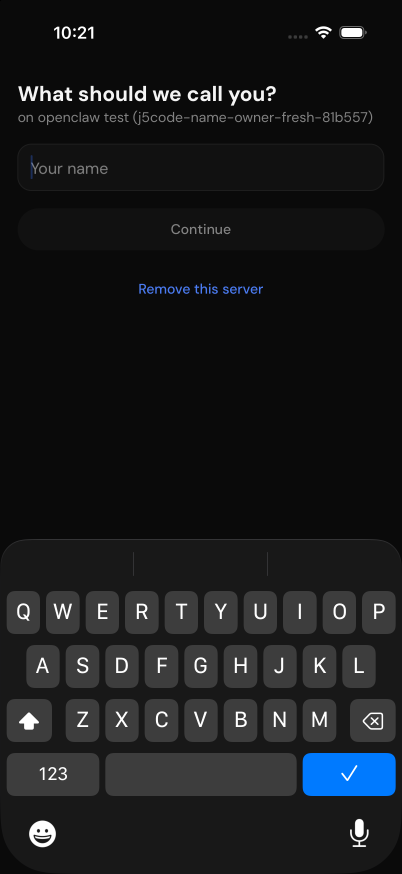 10:21
What should we call you?
on openclaw test (j5code-name-owner-fresh-81b557)
Your name
Continue
Remove this server
Q W E R T Y U I O P
A S D F G H J K L
Z X C V B N M
123